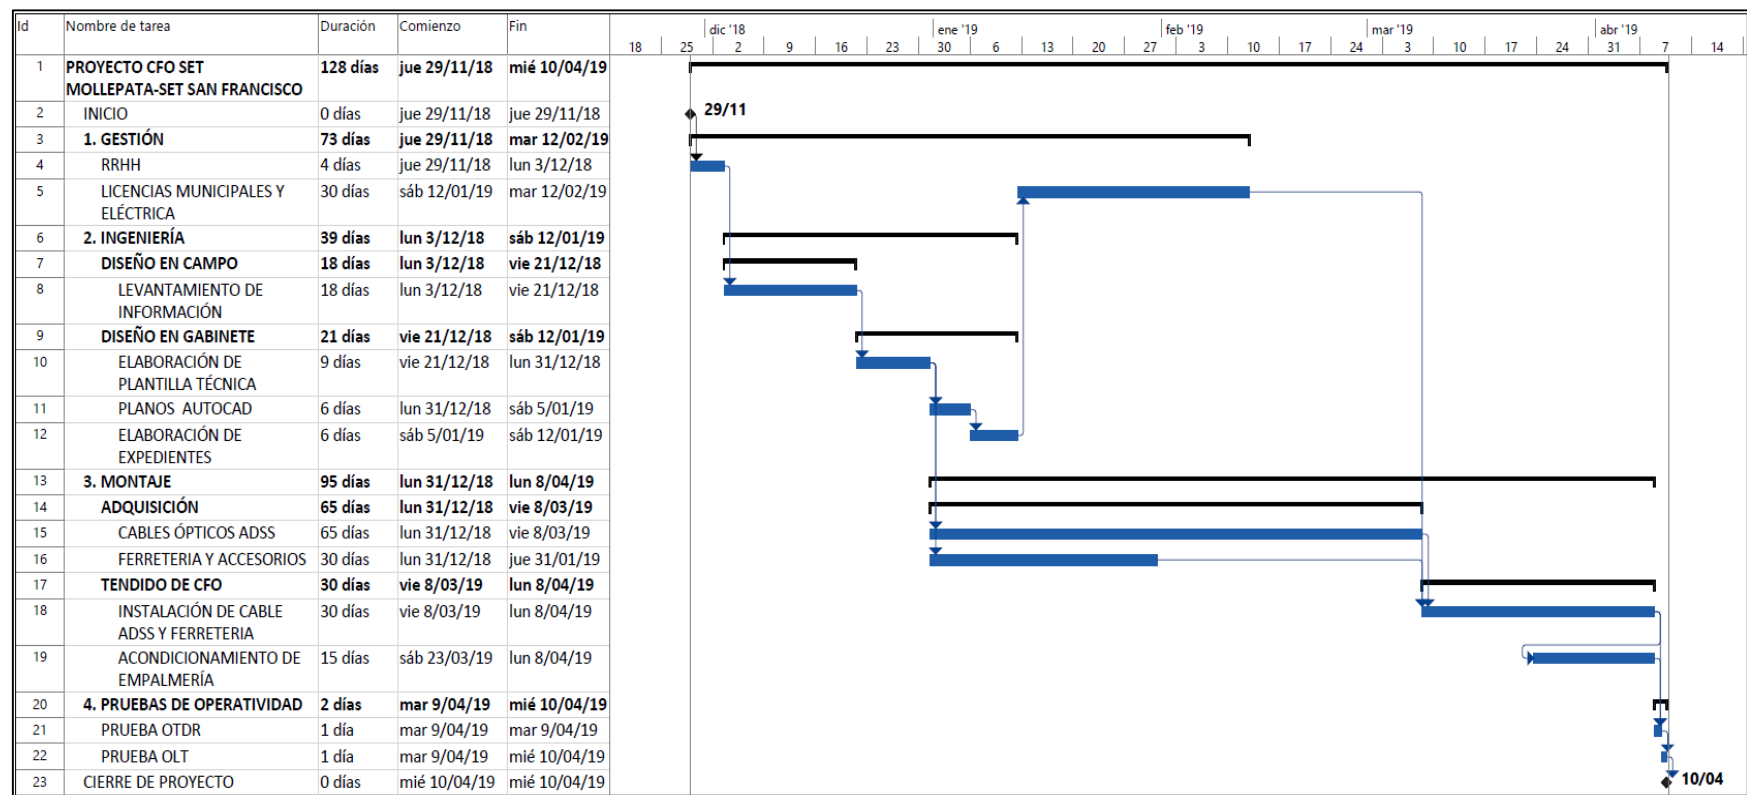 Id Nombre de tarea Duración Comienzo Fin dic '18 ene '19 feb '19 mar '19 abr '19
18 25 2 9 16 23 30 6 13 20 27 3 10 17 24 3 10 17 24 31 7 14
1 PROYECTO CFO SET 128 días jue 29/11/18 mié 10/04/19
MOLLEPATA-SET SAN FRANCISCO
2 INICIO 0 días jue 29/11/18 jue 29/11/18 29/11
3 1. GESTIÓN 73 días jue 29/11/18 mar 12/02/19
4 RRHH 4 días jue 29/11/18 lun 3/12/18
5 LICENCIAS MUNICIPALES Y 30 días sáb 12/01/19 mar 12/02/19
ELÉCTRICA
6 2. INGENIERÍA 39 días lun 3/12/18 sáb 12/01/19
7 DISEÑO EN CAMPO 18 días lun 3/12/18 vie 21/12/18
8 LEVANTAMIENTO DE 18 días lun 3/12/18 vie 21/12/18
INFORMACIÓN
9 DISEÑO EN GABINETE 21 días vie 21/12/18 sáb 12/01/19
10 ELABORACIÓN DE 9 días vie 21/12/18 lun 31/12/18
PLANTILLA TÉCNICA
11 PLANOS AUTOCAD 6 días lun 31/12/18 sáb 5/01/19
12 ELABORACIÓN DE 6 días sáb 5/01/19 sáb 12/01/19
EXPEDIENTES
13 3. MONTAJE 95 días lun 31/12/18 lun 8/04/19
14 ADQUISICIÓN 65 días lun 31/12/18 vie 8/03/19
15 CABLES ÓPTICOS ADSS 65 días lun 31/12/18 vie 8/03/19
16 FERRETERIA Y ACCESORIOS 30 días lun 31/12/18 jue 31/01/19
17 TENDIDO DE CFO 30 días vie 8/03/19 lun 8/04/19
18 INSTALACIÓN DE CABLE 30 días vie 8/03/19 lun 8/04/19
ADSS Y FERRETERIA
19 ACONDICIONAMIENTO DE 15 días sáb 23/03/19 lun 8/04/19
EMPALMERÍA
20 4. PRUEBAS DE OPERATIVIDAD 2 días mar 9/04/19 mié 10/04/19
21 PRUEBA OTDR 1 día mar 9/04/19 mar 9/04/19
22 PRUEBA OLT 1 día mar 9/04/19 mié 10/04/19
23 CIERRE DE PROYECTO 0 días mié 10/04/19 mié 10/04/19 10/04